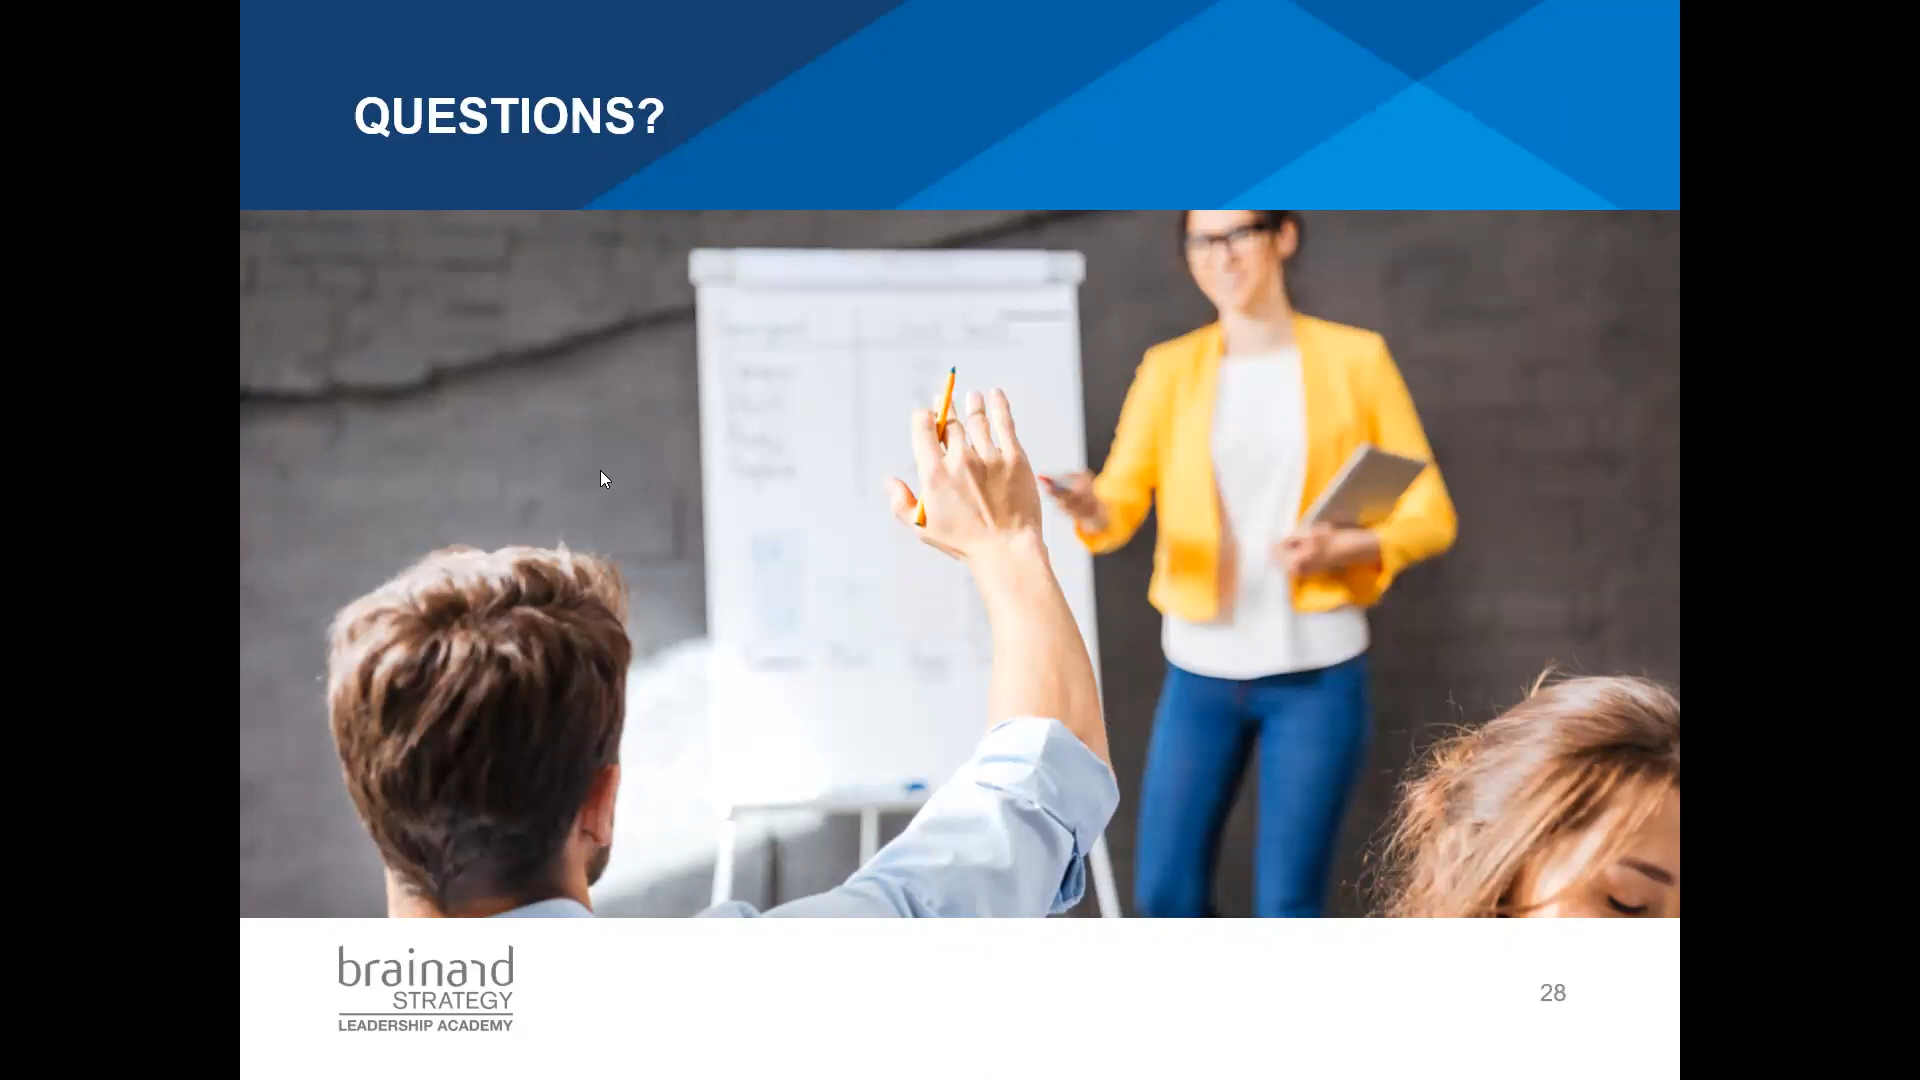 QUESTIONS?
brainard
STRATEGY
LEADERSHIP ACADEMY
28